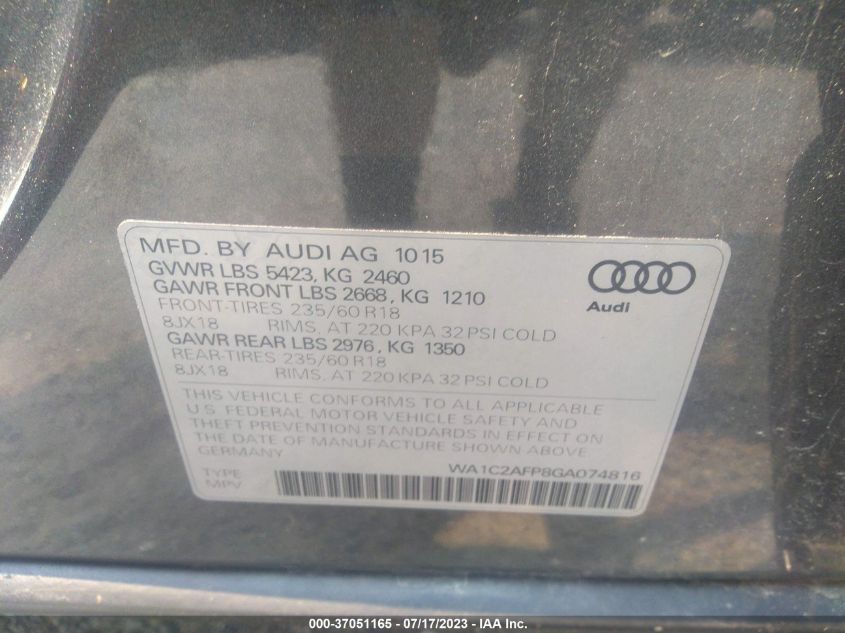 MFD. BY AUDI AG 1015
GVWR LBS 5423, KG 2460
GAWR FRONT LBS 2668, KG 1210
FRONT-TIRES 235/60 R18
8JX18 RIMS, AT 220 KPA 32 PSI COLD
GAWR REAR LBS 2976, KG 1350
REAR-TIRES 235/60 R18
8JX18 RIMS, AT 220 KPA 32 PSI COLD
Audi
THIS VEHICLE CONFORMS TO ALL APPLICABLE
U.S. FEDERAL MOTOR VEHICLE SAFETY AND
THEFT PREVENTION STANDARDS IN EFFECT ON
THE DATE OF MANUFACTURE SHOWN ABOVE
GERMANY
WA1C2AFP8GA074816
TYPE
MPV
000-37051165 - 07/17/2023 - IAA Inc.